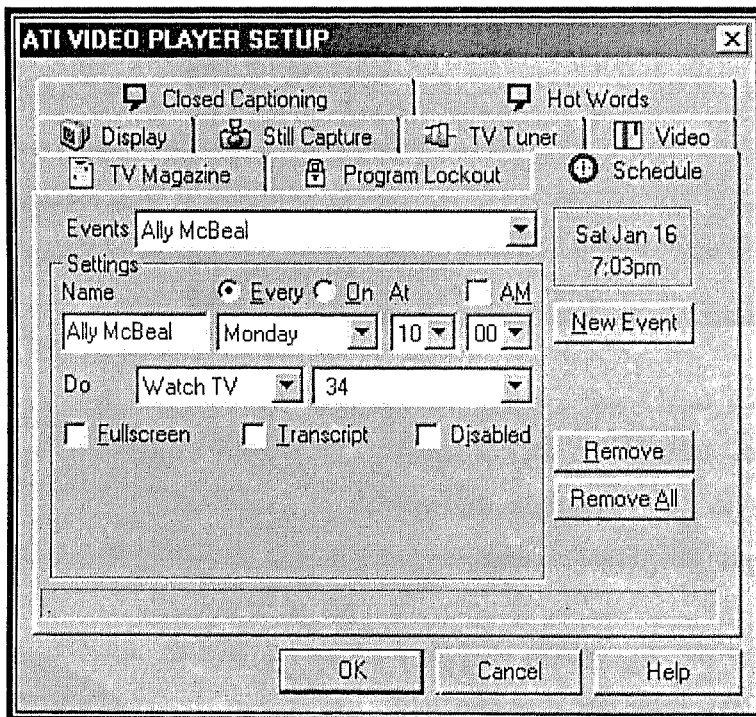 ATI VIDEO PLAYER SETUP
Closed Captioning Hot Words
Display Still Capture TV Tuner Video
TV Magazine Program Lockout Schedule
Events Ally McBeal
Sat Jan 16
7:03pm
Settings
Name Every On At AM
Ally McBeal Monday 10 00
New Event
Do Watch TV 34
Fullscreen Transcript Disabled
Remove
Remove All
OK Cancel Help